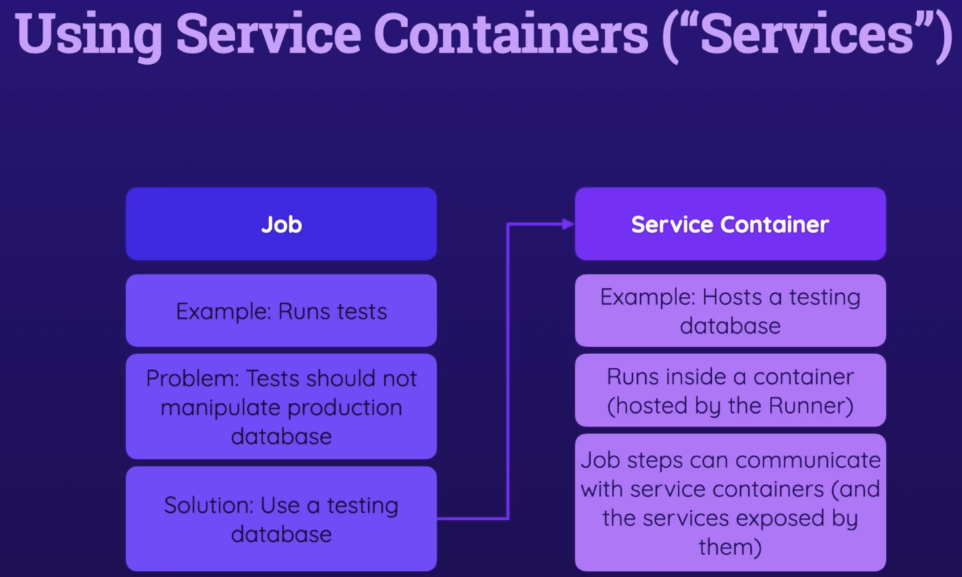 Using Service Containers (“Services”)
Job
Example: Runs tests
Problem: Tests should not
manipulate production
database
Solution: Use a testing
database
Service Container
Example: Hosts a testing
database
Runs inside a container
(hosted by the Runner)
Job steps can communicate
with service containers (and
the services exposed by
them)